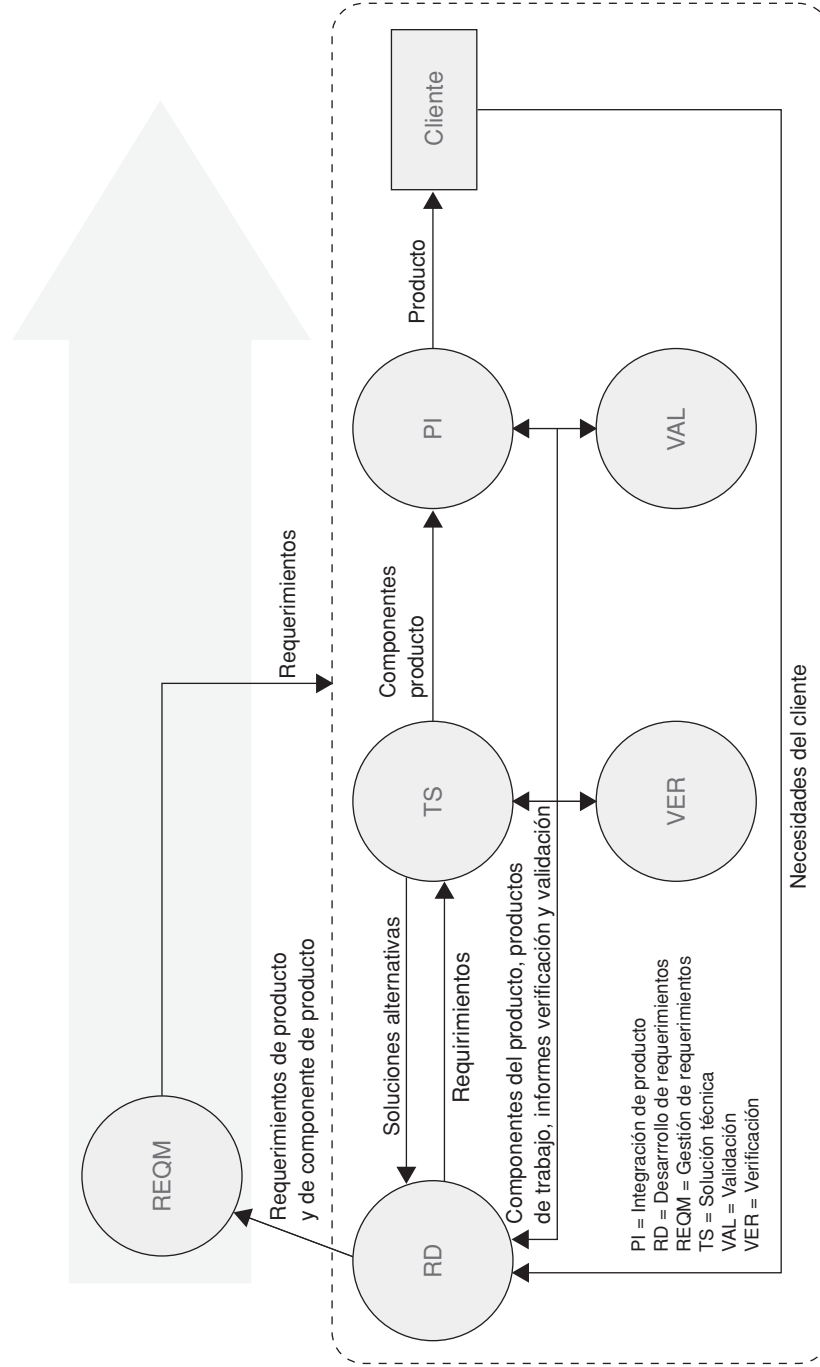 REQM
Requerimientos
Requerimientos de producto
y de componente de producto
RD
Soluciones alternativas
Requirimientos
TS
Componentes
producto
PI
Producto
Cliente
Componentes del producto, productos
de trabajo, informes verificación y validación
VER
VAL
PI = Integración de producto
RD = Desarrrollo de requerimientos
REQM = Gestión de requerimientos
TS = Solución técnica
VAL = Validación
VER = Verificación
Necesidades del cliente